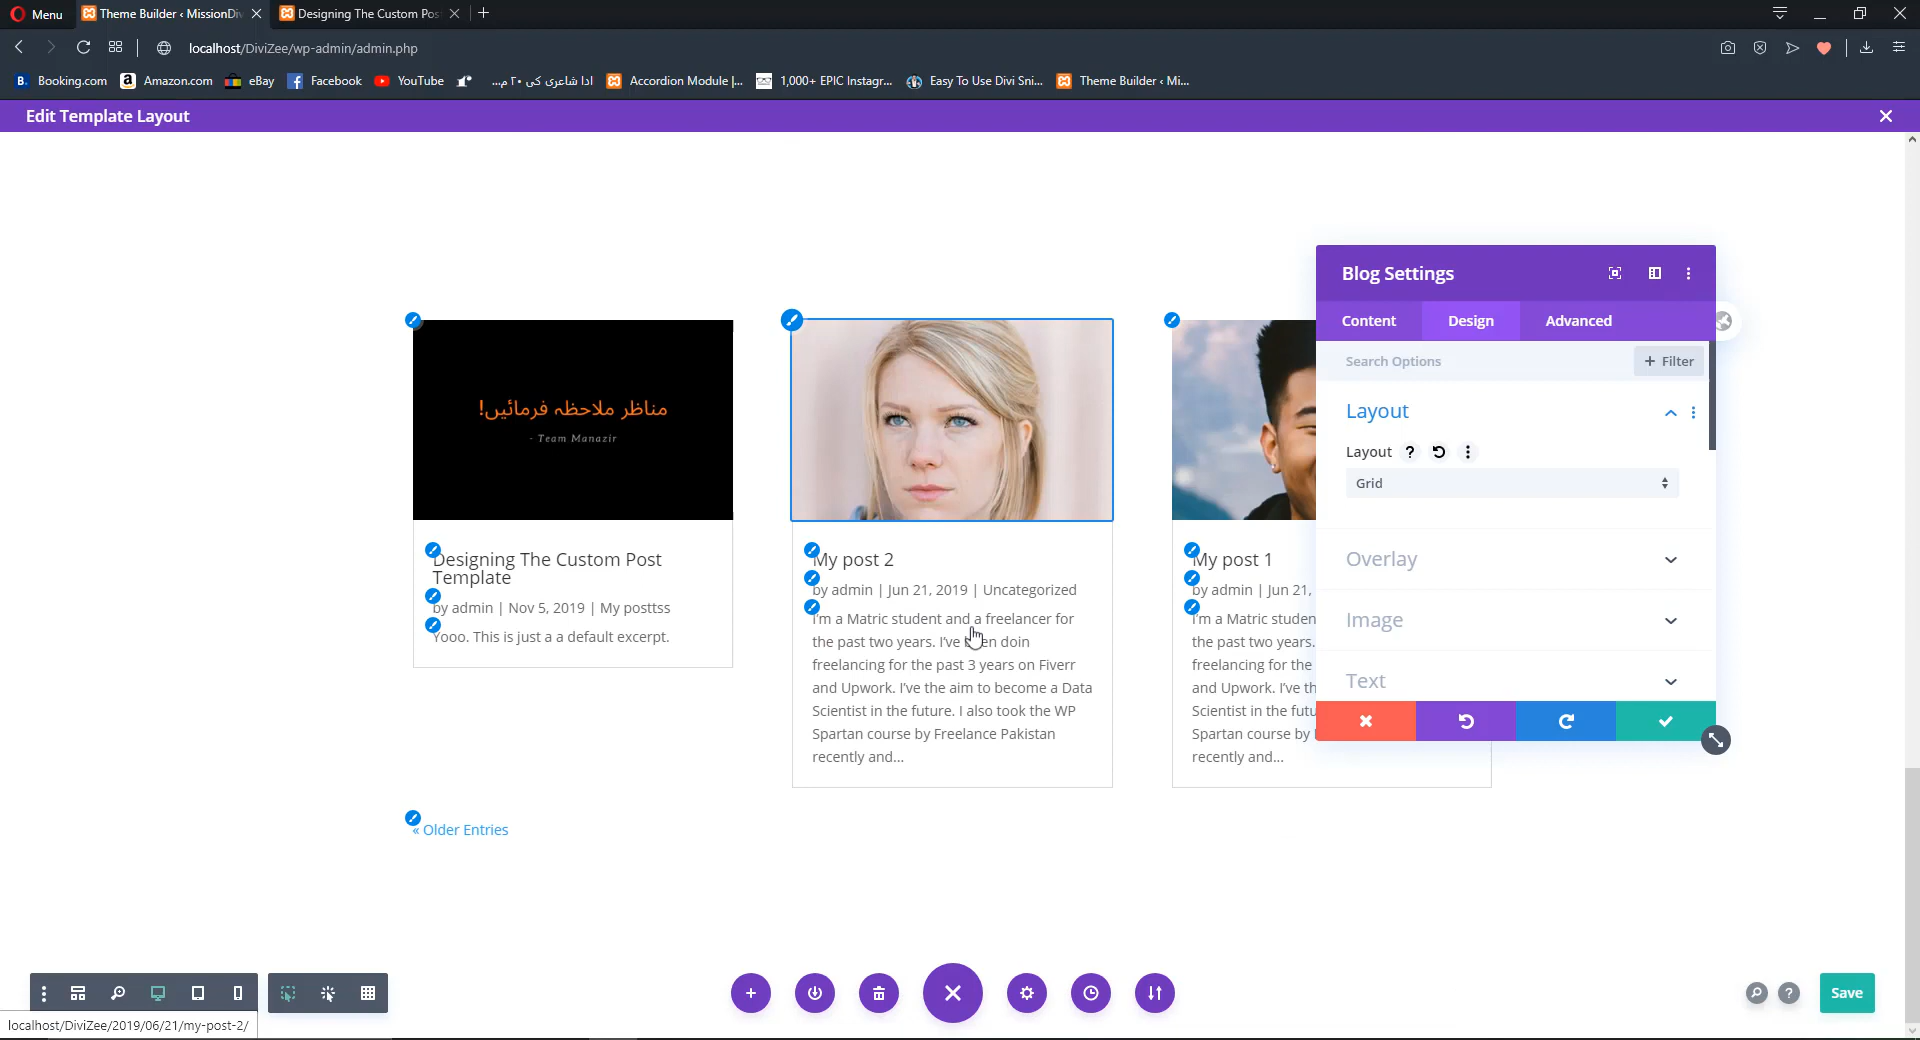 Menu
Theme Builder ‹ MissionDiv
Designing The Custom Pos
localhost/DiviZee/wp-admin/admin.php
Booking.com
Amazon.com
eBay
Facebook
YouTube
ادا شاعری کی ۲۰ م...
Accordion Module |...
1,000+ EPIC Instagr...
Easy To Use Divi Sni...
Theme Builder ‹ Mi...
Edit Template Layout
مناظر ملاحظہ فرمائیں!
- Team Manazir
Designing The Custom Post
Template
by admin | Nov 5, 2019 | My posttss
Yooo. This is just a a default excerpt.
My post 2
by admin | Jun 21, 2019 | Uncategorized
I'm a Matric student and a freelancer for
the past two years. I've been doin
freelancing for the past 3 years on Fiverr
and Upwork. I've the aim to become a Data
Scientist in the future. I also took the WP
Spartan course by Freelance Pakistan
recently and...
My post 1
by admin | Jun 21,
I'm a Matric studen
the past two years.
freelancing for the
and Upwork. I've th
Scientist in the futu
Spartan course by
recently and...
« Older Entries
Blog Settings
Content
Design
Advanced
Search Options
+ Filter
Layout
Layout
Grid
Overlay
Image
Text
Save
localhost/DiviZee/2019/06/21/my-post-2/